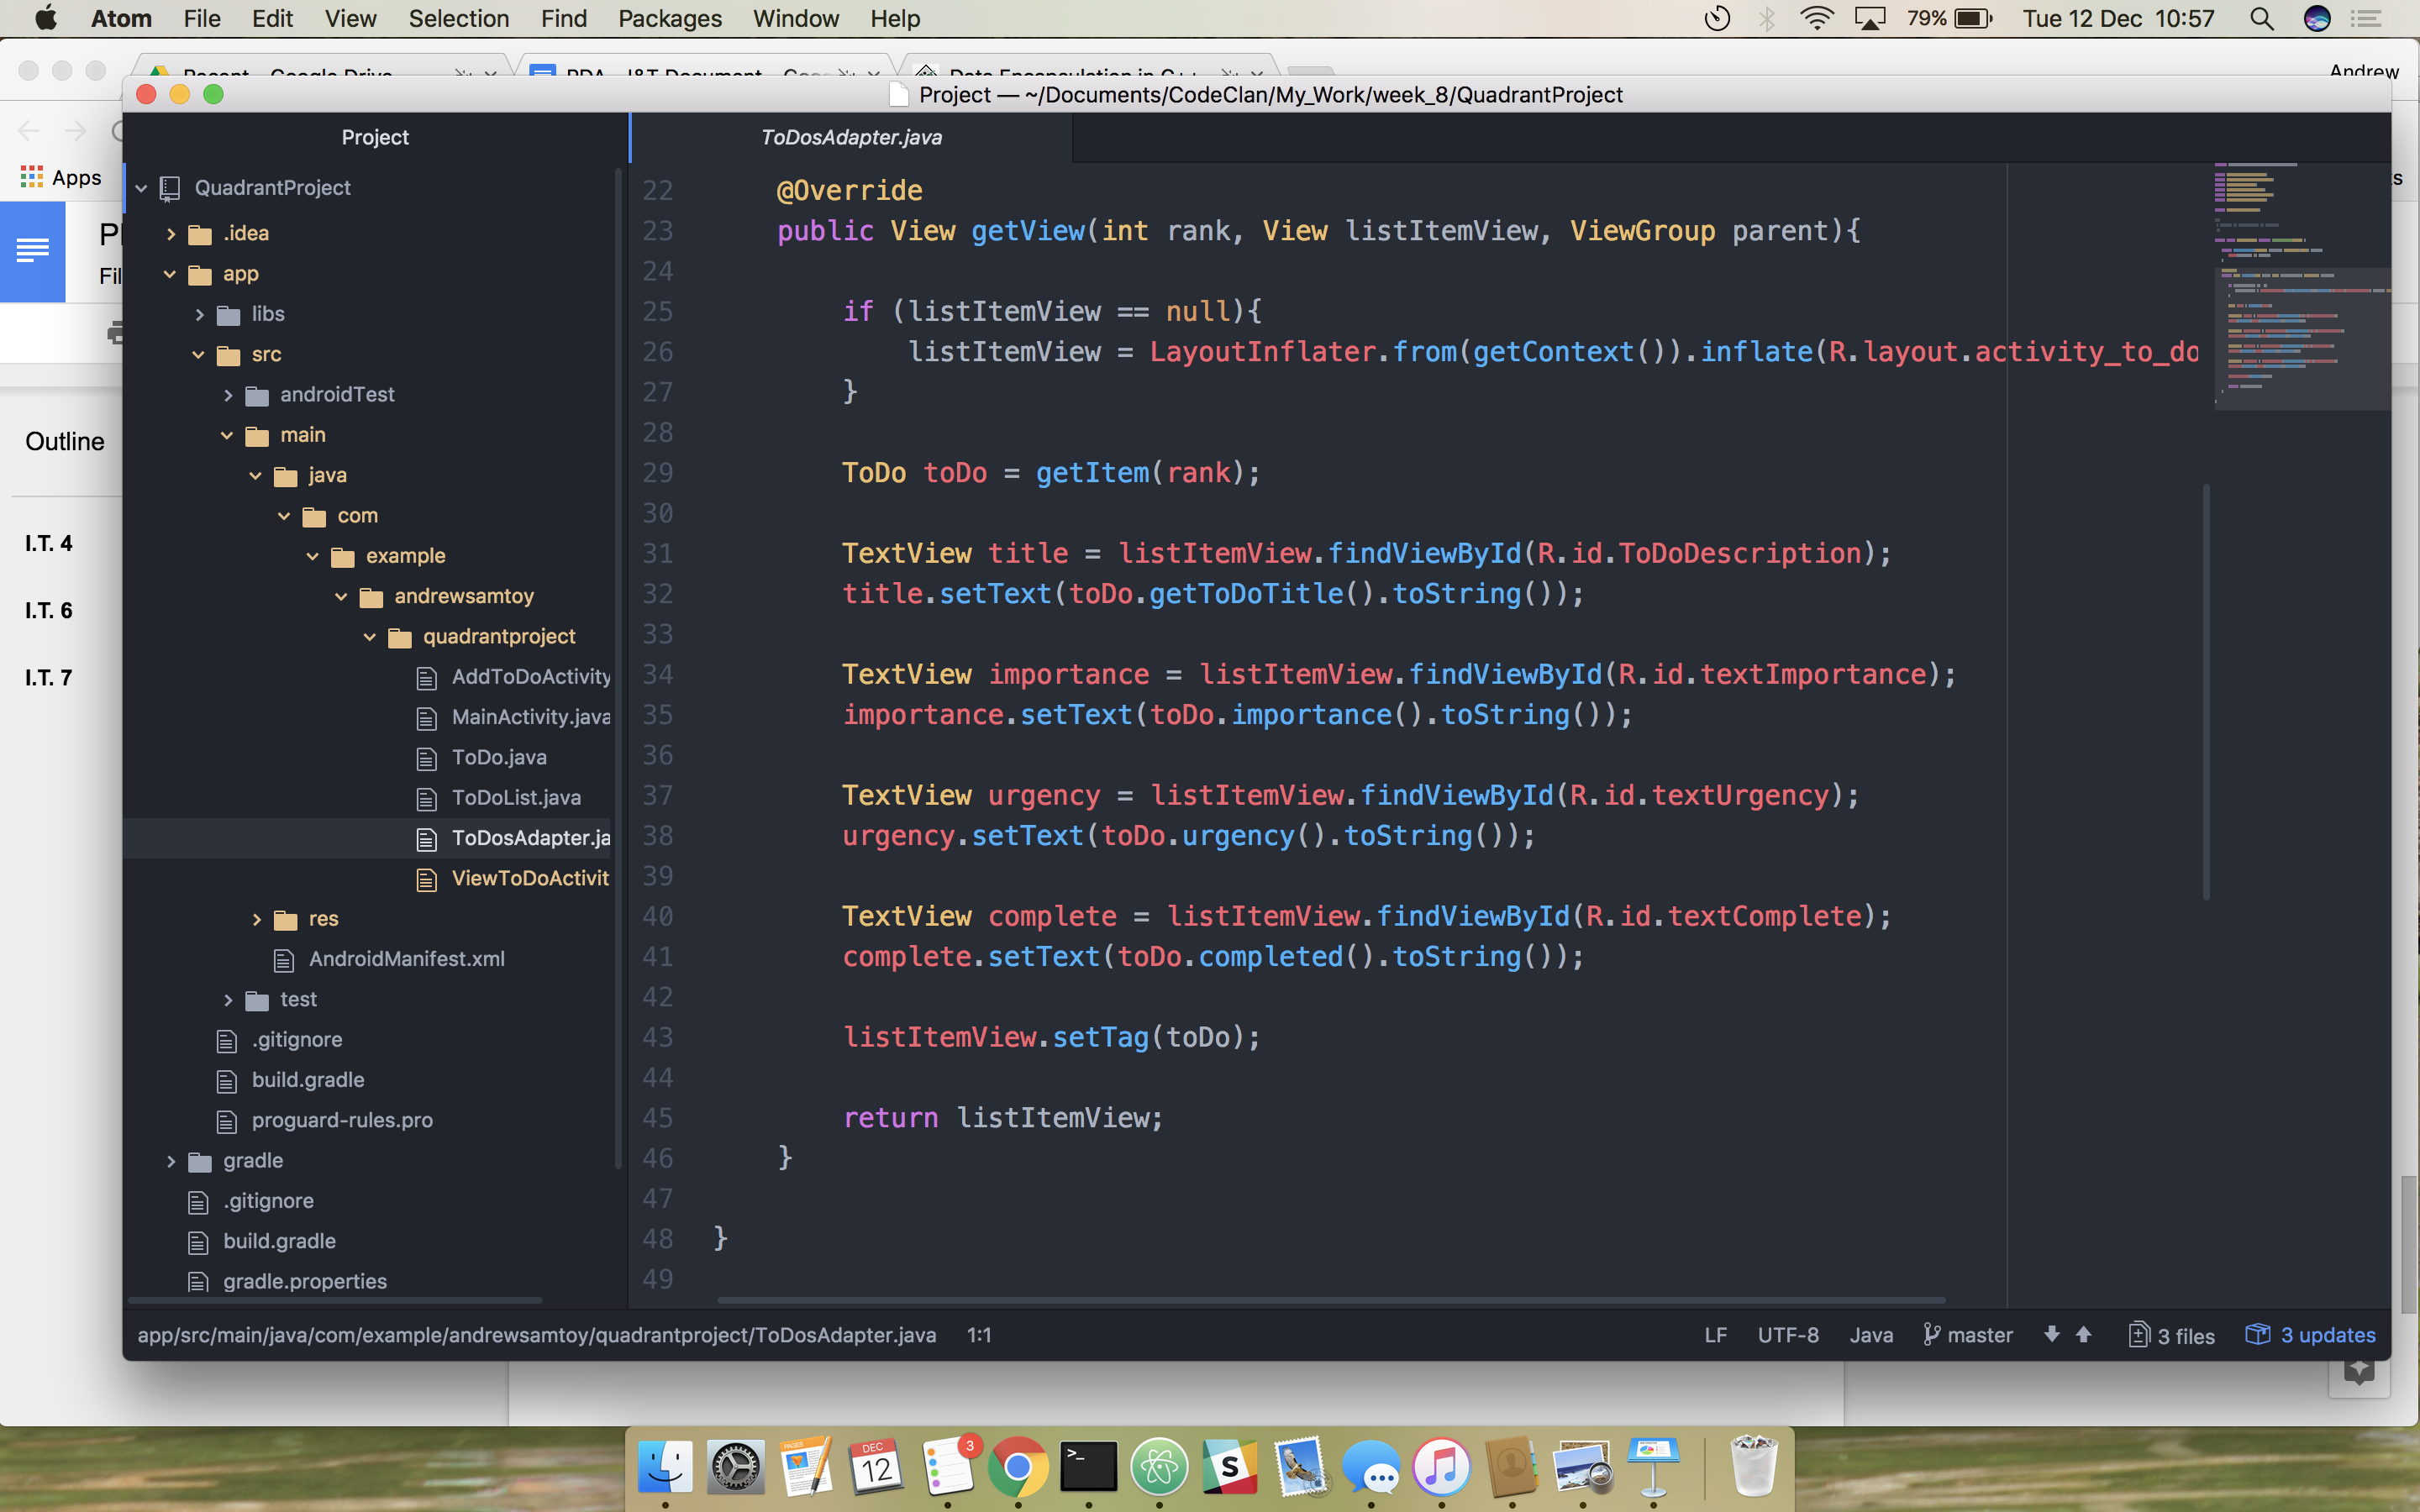 Atom File Edit View Selection Find Packages Window Help 79% Tue 12 Dec 10:57
Andrew
Project — ~/Documents/CodeClan/My_Work/week_8/QuadrantProject
Apps
Outline
I.T. 4
I.T. 6
I.T. 7
Project
QuadrantProject
.idea
app
libs
src
androidTest
main
java
com
example
andrewsamtoy
quadrantproject
AddToDoActivity
MainActivity.java
ToDo.java
ToDoList.java
ToDosAdapter.ja
ViewToDoActivit
res
AndroidManifest.xml
test
.gitignore
build.gradle
proguard-rules.pro
gradle
.gitignore
build.gradle
gradle.properties
ToDosAdapter.java
22 @Override
23 public View getView(int rank, View listItemView, ViewGroup parent){
24
25 if (listItemView == null){
26 listItemView = LayoutInflater.from(getContext()).inflate(R.layout.activity_to_do
27 }
28
29 ToDo toDo = getItem(rank);
30
31 TextView title = listItemView.findViewById(R.id.ToDoDescription);
32 title.setText(toDo.getToDoTitle().toString());
33
34 TextView importance = listItemView.findViewById(R.id.textImportance);
35 importance.setText(toDo.importance().toString());
36
37 TextView urgency = listItemView.findViewById(R.id.textUrgency);
38 urgency.setText(toDo.urgency().toString());
39
40 TextView complete = listItemView.findViewById(R.id.textComplete);
41 complete.setText(toDo.completed().toString());
42
43 listItemView.setTag(toDo);
44
45 return listItemView;
46 }
47
48 }
49
app/src/main/java/com/example/andrewsamtoy/quadrantproject/ToDosAdapter.java 1:1 LF UTF-8 Java master 3 files 3 updates
PAGES
DEC
12
3
S